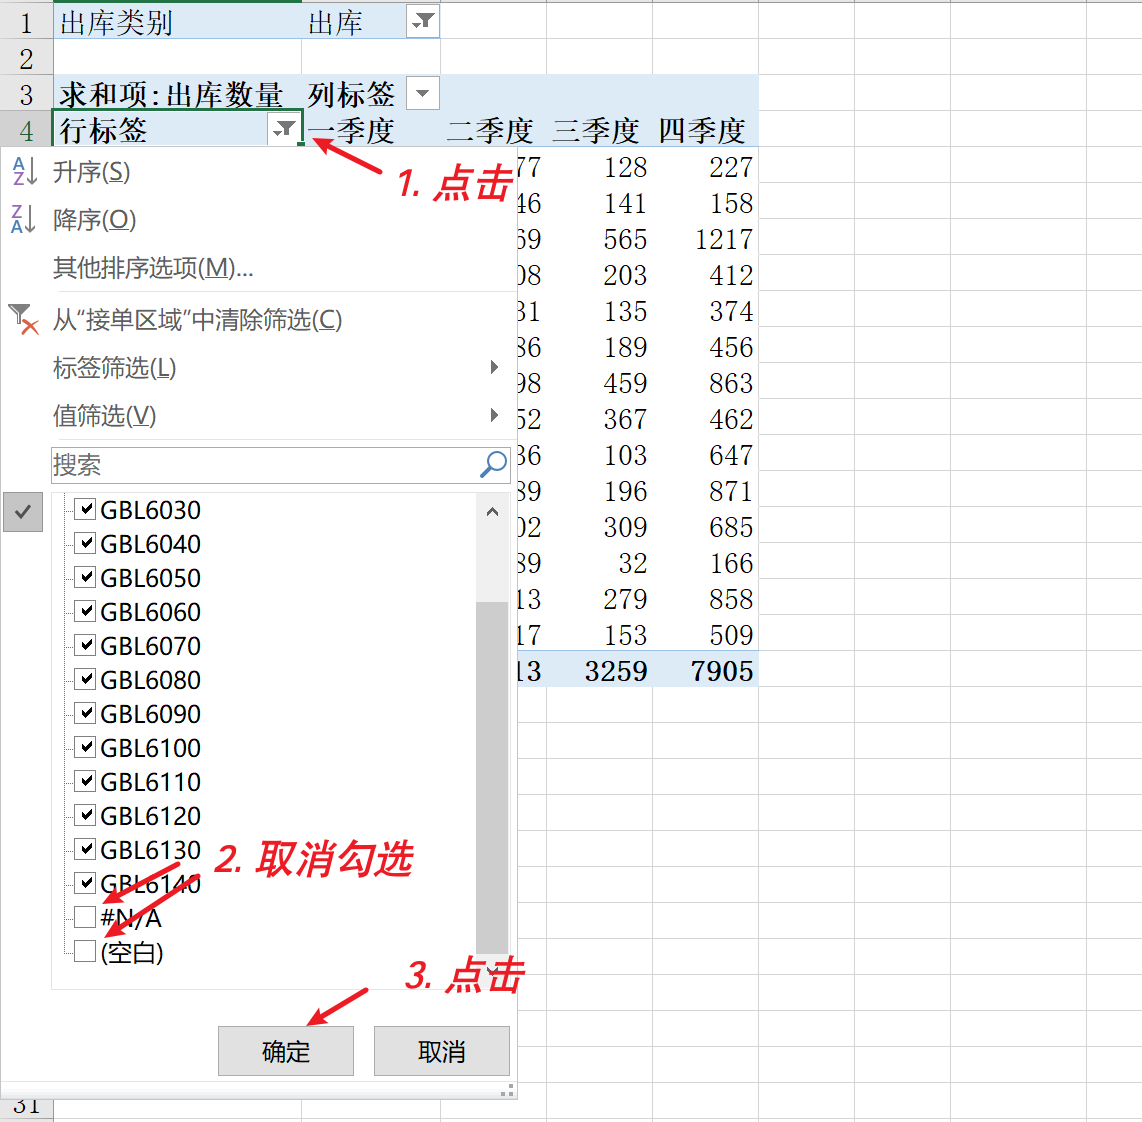 1 出库类别 出库
2
3 求和项:出库数量 列标签
4 行标签 一季度 二季度 三季度 四季度
升序(S)
降序(O)
其他排序选项(M)...
从“接单区域”中清除筛选(C)
标签筛选(L)
值筛选(V)
搜索
GBL6030
GBL6040
GBL6050
GBL6060
GBL6070
GBL6080
GBL6090
GBL6100
GBL6110
GBL6120
GBL6130
GBL6140
#N/A
(空白)
确定 取消
1. 点击
2. 取消勾选
3. 点击
77 128 227
46 141 158
69 565 1217
08 203 412
31 135 374
86 189 456
98 459 863
52 367 462
36 103 647
89 196 871
02 309 685
89 32 166
13 279 858
17 153 509
13 3259 7905
31